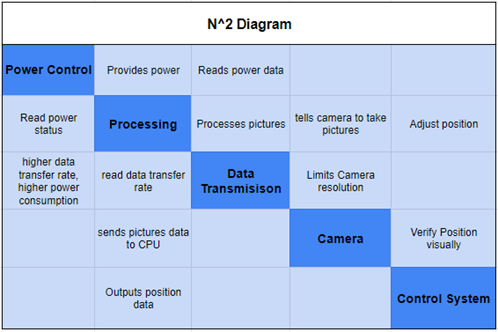 N^2 Diagram
Power Control
Provides power
Reads power data
Read power
status
Processing
Processes pictures
tells camera to take
pictures
Adjust position
higher data
transfer rate,
higher power
consumption
read data transfer
rate
Data
Transmisison
Limits Camera
resolution
sends pictures data
to CPU
Camera
Verify Position
visually
Outputs position
data
Control System